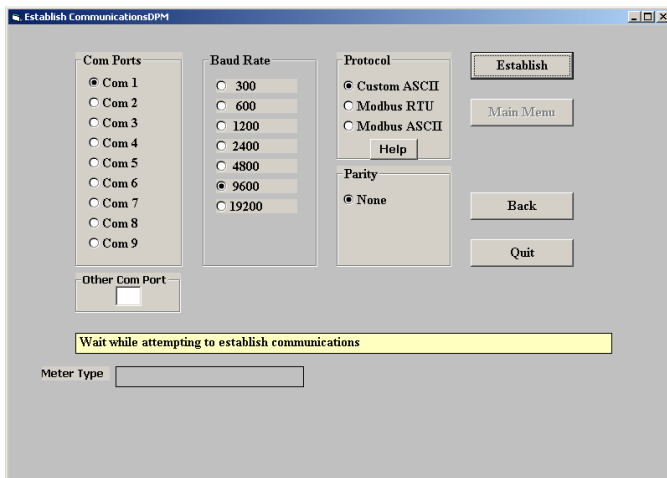 Establish CommunicationsDPM
Com Ports
Com 1
Com 2
Com 3
Com 4
Com 5
Com 6
Com 7
Com 8
Com 9
Other Com Port
Baud Rate
300
600
1200
2400
4800
9600
19200
Protocol
Custom ASCII
Modbus RTU
Modbus ASCII
Help
Parity
None
Establish
Main Menu
Back
Quit
Wait while attempting to establish communications
Meter Type